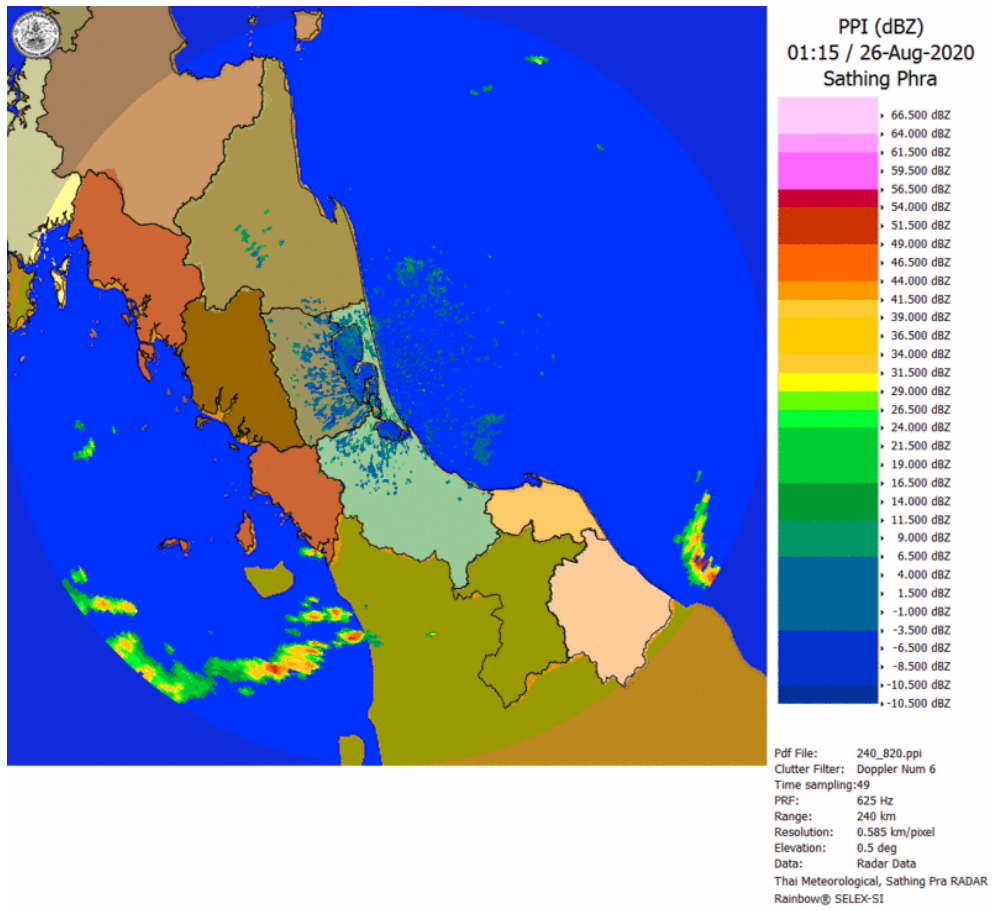 PPI (dBZ)
01:15 / 26-Aug-2020
Sathing Phra
66.500 dBZ
64.000 dBZ
61.500 dBZ
59.500 dBZ
56.500 dBZ
54.000 dBZ
51.500 dBZ
49.000 dBZ
46.500 dBZ
44.000 dBZ
41.500 dBZ
39.000 dBZ
36.500 dBZ
34.000 dBZ
31.500 dBZ
29.000 dBZ
26.500 dBZ
24.000 dBZ
21.500 dBZ
19.000 dBZ
16.500 dBZ
14.000 dBZ
11.500 dBZ
9.000 dBZ
6.500 dBZ
4.000 dBZ
1.500 dBZ
-1.000 dBZ
-3.500 dBZ
-6.500 dBZ
-8.500 dBZ
-10.500 dBZ
-10.500 dBZ
Pdf File: 240_820.ppi
Clutter Filter: Doppler Num 6
Time sampling:49
PRF: 625 Hz
Range: 240 km
Resolution: 0.585 km/pixel
Elevation: 0.5 deg
Data: Radar Data
Thai Meteorological, Sathing Pra RADAR
Rainbow® SELEX-SI